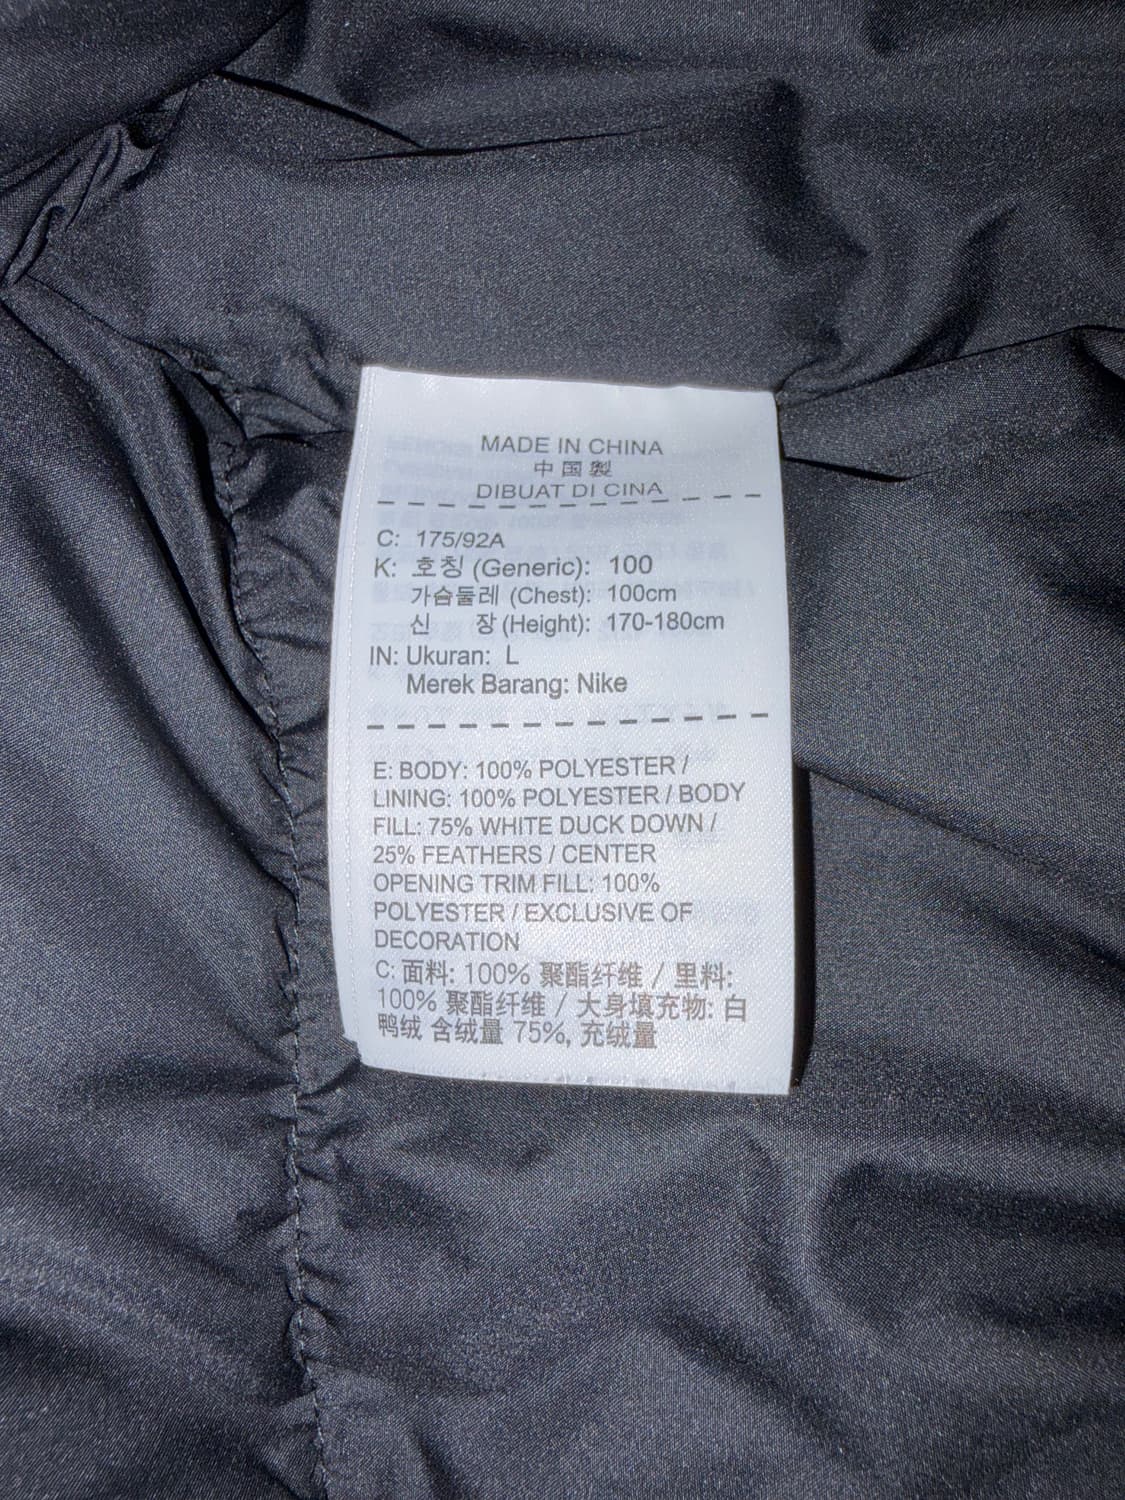 MADE IN CHINA
中国製
DIBUAT DI CINA
C: 175/92A
K: 호칭 (Generic): 100
가슴둘레 (Chest): 100cm
신 장 (Height): 170-180cm
IN: Ukuran: L
Merek Barang: Nike
E: BODY: 100% POLYESTER /
LINING: 100% POLYESTER / BODY
FILL: 75% WHITE DUCK DOWN /
25% FEATHERS / CENTER
OPENING TRIM FILL: 100%
POLYESTER / EXCLUSIVE OF
DECORATION
C: 面料: 100% 聚酯纤维 / 里料:
100% 聚酯纤维 / 大身填充物: 白
鸭绒 含绒量 75%, 充绒量